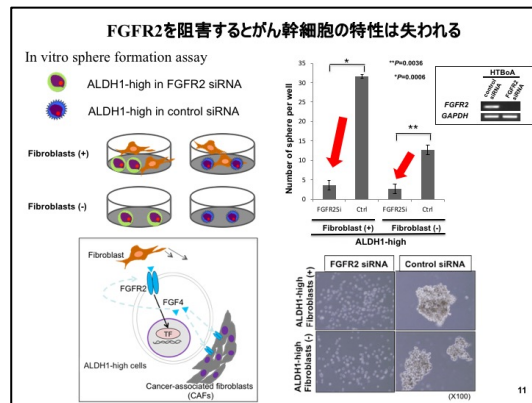 FGFR2を阻害するとがん幹細胞の特性は失われる
In vitro sphere formation assay
ALDH1-high in FGFR2 siRNA
ALDH1-high in control siRNA
Fibroblasts (+)
Fibroblasts (-)
Fibroblast
FGFR2
FGF4
TF
ALDH1-high cells
Cancer-associated fibroblasts
(CAFs)
Number of sphere per well
35
30
25
20
15
10
5
0
*
**
**P=0.0036
*P=0.0006
FGFR2Si
Ctrl
FGFR2Si
Ctrl
Fibroblast (+)
Fibroblast (-)
ALDH1-high
HTBoA
control siRNA
FGFR2 siRNA
FGFR2
GAPDH
FGFR2 siRNA
Control siRNA
ALDH1-high
Fibroblasts (+)
ALDH1-high
Fibroblasts (-)
(X100)
11